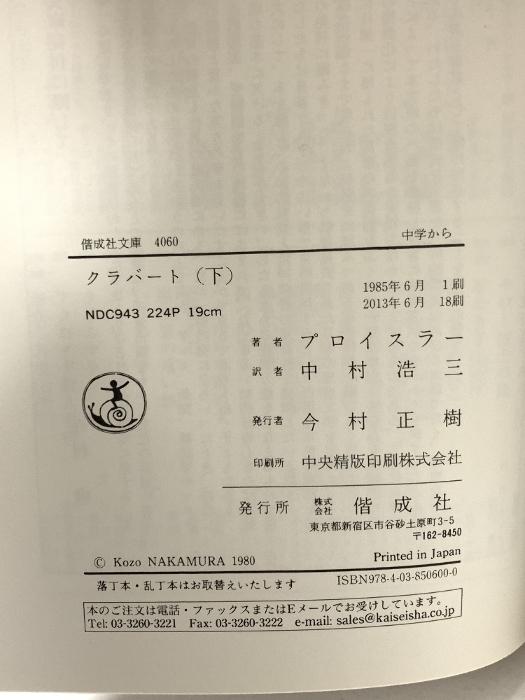 偕成社文庫 4060 中学から
クラバート（下）
1985年6月 1刷
2013年6月 18刷
NDC943 224P 19cm
著者 プロイスラー
訳者 中村浩三
発行者 今村正樹
印刷所 中央精版印刷株式会社
発行所 株式会社 偕成社
東京都新宿区市谷砂土原町3-5
〒162-8450
© Kozo NAKAMURA 1980 Printed in Japan
落丁本・乱丁本はお取替えいたします ISBN978-4-03-850600-0
本のご注文は電話・ファックスまたはEメールでお受けしています。
Tel: 03-3260-3221 Fax: 03-3260-3222 e-mail: sales@kaiseisha.co.jp